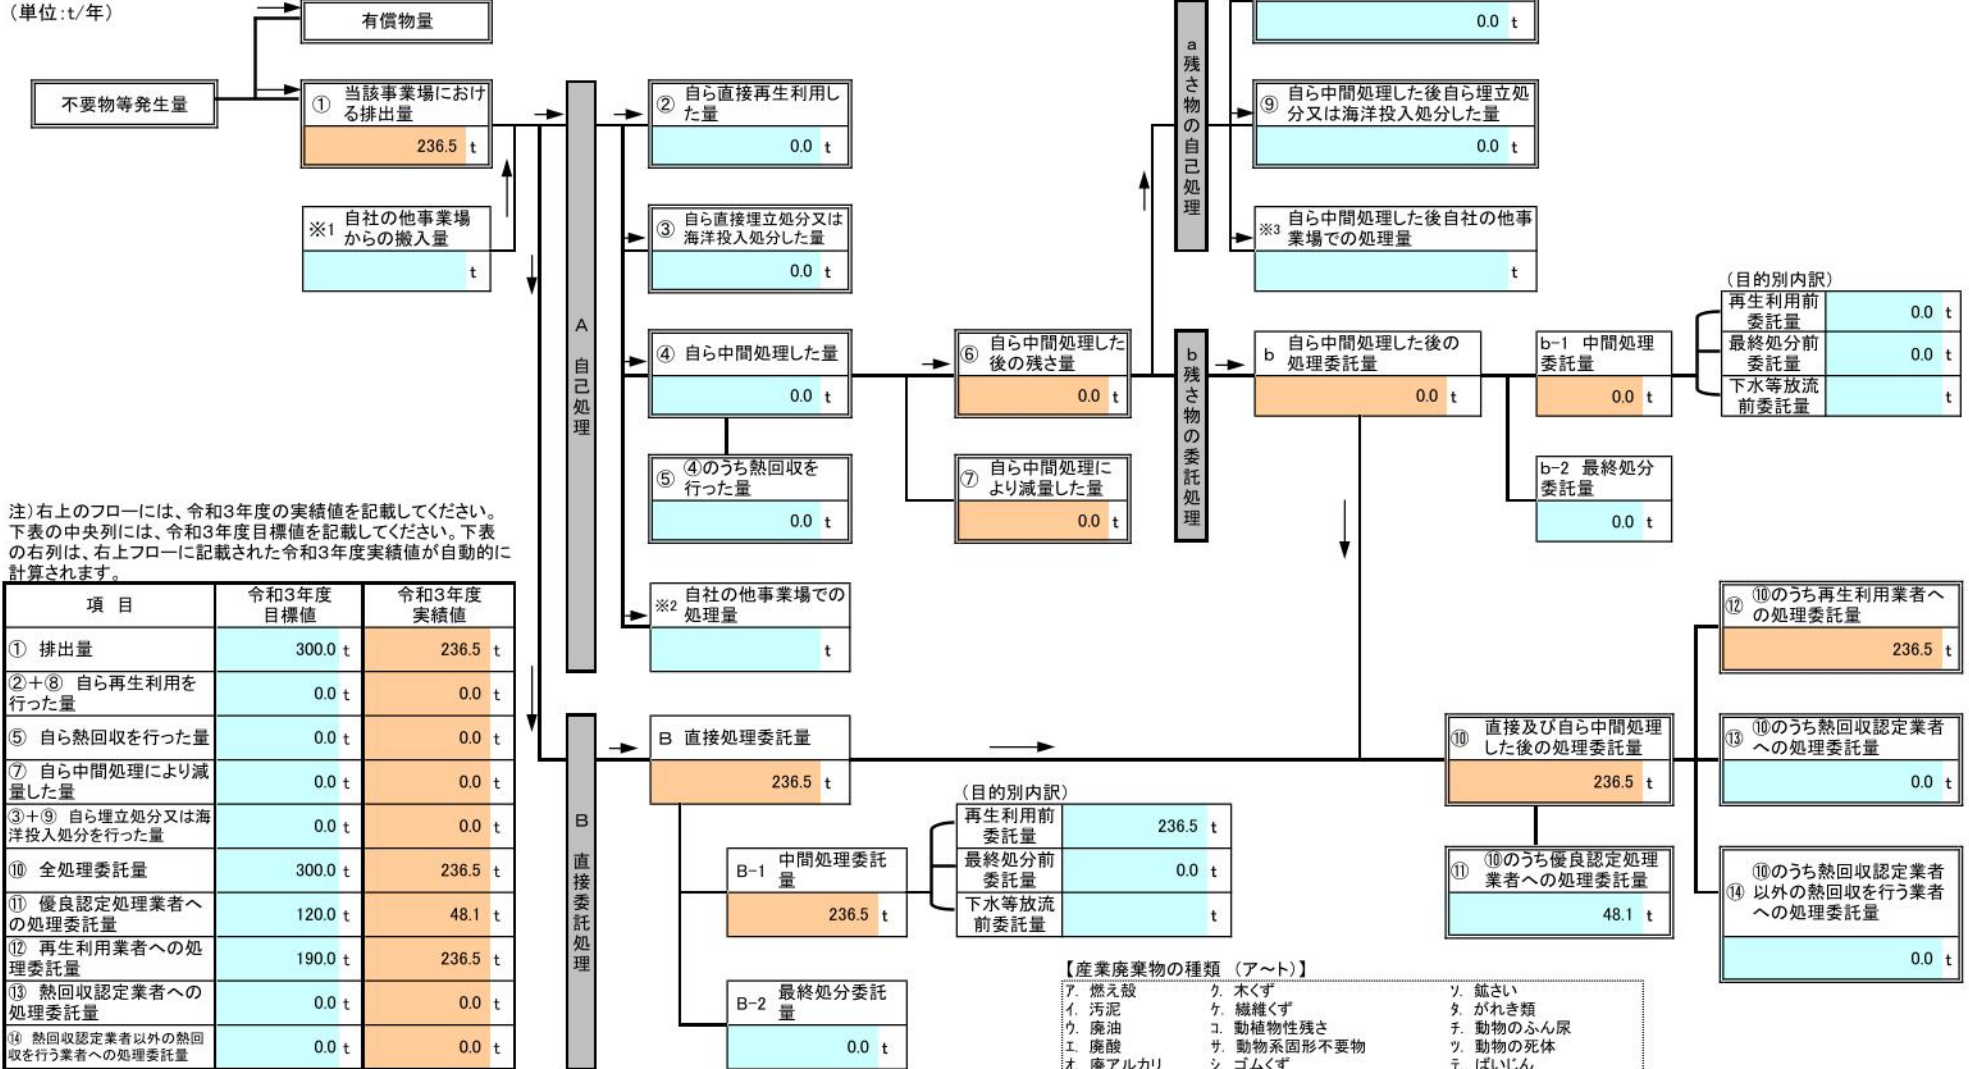 (単位:t/年)
有償物量
不要物等発生量
① 当該事業場におけ
る排出量
236.5 t
※1 自社の他事業場
からの搬入量
t
A 自己処理
② 自ら直接再生利用し
た量
0.0 t
③ 自ら直接埋立処分又は
海洋投入処分した量
0.0 t
④ 自ら中間処理した量
0.0 t
⑤ ④のうち熱回収を
行った量
0.0 t
※2 自社の他事業場での
処理量
t
⑥ 自ら中間処理した
後の残さ量
0.0 t
⑦ 自ら中間処理に
より減量した量
0.0 t
a 残さ物の自己処理
0.0 t
⑨ 自ら中間処理した後自ら埋立処
分又は海洋投入処分した量
0.0 t
※3 自ら中間処理した後自社の他事
業場での処理量
t
b 残さ物の委託処理
b 自ら中間処理した後の
処理委託量
0.0 t
b-1 中間処理
委託量
0.0 t
b-2 最終処分
委託量
0.0 t
(目的別内訳)
再生利用前
委託量
0.0 t
最終処分前
委託量
0.0 t
下水等放流
前委託量
t
注)右上のフローには、令和3年度の実績値を記載してください。
下表の中央列には、令和3年度目標値を記載してください。下表
の右列は、右上フローに記載された令和3年度実績値が自動的に
計算されます。
項 目
令和3年度
目標値
令和3年度
実績値
① 排出量
300.0 t
236.5 t
②+⑧ 自ら再生利用を
行った量
0.0 t
0.0 t
⑤ 自ら熱回収を行った量
0.0 t
0.0 t
⑦ 自ら中間処理により減
量した量
0.0 t
0.0 t
③+⑨ 自ら埋立処分又は海
洋投入処分を行った量
0.0 t
0.0 t
⑩ 全処理委託量
300.0 t
236.5 t
⑪ 優良認定処理業者へ
の処理委託量
120.0 t
48.1 t
⑫ 再生利用業者への処
理委託量
190.0 t
236.5 t
⑬ 熱回収認定業者への
処理委託量
0.0 t
0.0 t
⑭ 熱回収認定業者以外の熱回
収を行う業者への処理委託量
0.0 t
0.0 t
B 直接委託処理
B 直接処理委託量
236.5 t
B-1 中間処理委託
量
236.5 t
B-2 最終処分委託
量
0.0 t
(目的別内訳)
再生利用前
委託量
236.5 t
最終処分前
委託量
0.0 t
下水等放流
前委託量
t
⑩ 直接及び自ら中間処理
した後の処理委託量
236.5 t
⑪ ⑩のうち優良認定処理
業者への処理委託量
48.1 t
⑫ ⑩のうち再生利用業者へ
の処理委託量
236.5 t
⑬ ⑩のうち熱回収認定業者
への処理委託量
0.0 t
⑭ ⑩のうち熱回収認定業者
以外の熱回収を行う業者
への処理委託量
0.0 t
【産業廃棄物の種類 (ア~ト)】
ア. 燃え殻 ク. 木くず ソ. 鉱さい
イ. 汚泥 ケ. 繊維くず タ. がれき類
ウ. 廃油 コ. 動植物性残さ チ. 動物のふん尿
エ. 廃酸 サ. 動物系固形不要物 ツ. 動物の死体
オ. 廃アルカリ シ. ゴムくず テ. ばいじん